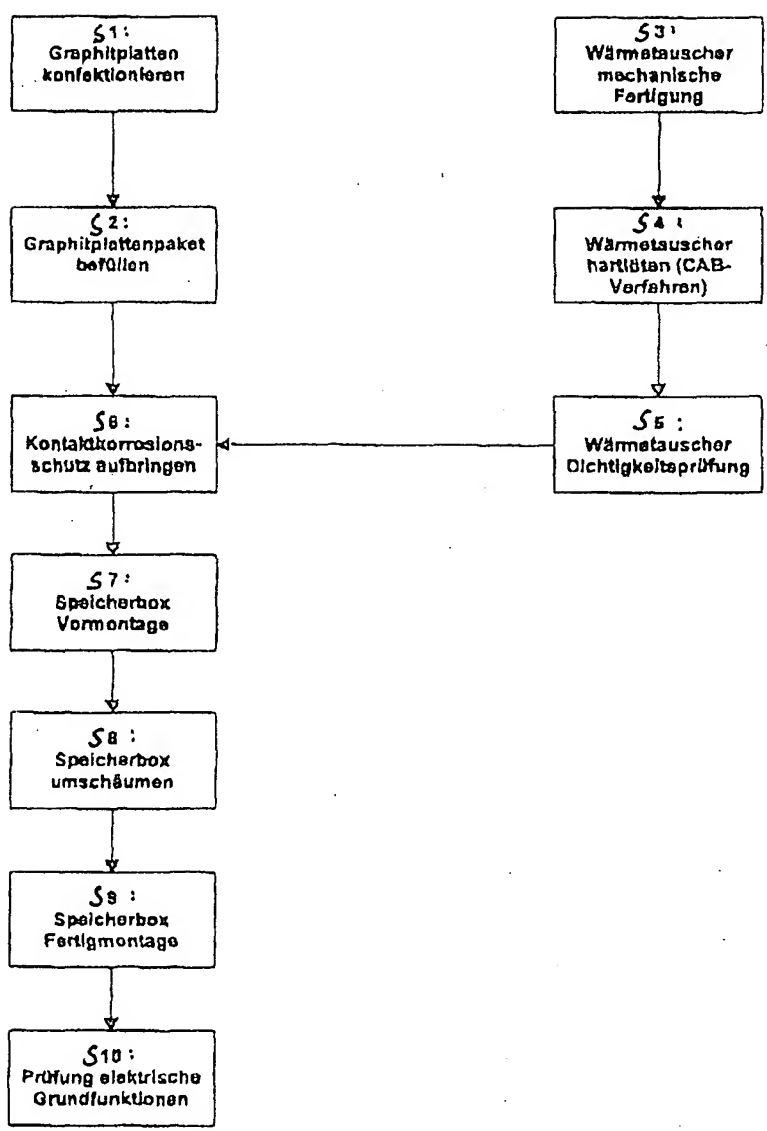 S1:
Graphitplatten
konfektionieren
S2:
Graphitplattenpaket
befüllen
S3:
Wärmetauscher
mechanische
Fertigung
S4:
Wärmetauscher
hartlöten (CAB-
Verfahren)
S5:
Wärmetauscher
Dichtigkeitsprüfung
S6:
Kontaktkorrosions-
schutz aufbringen
S7:
Speicherbox
Vormontage
S8:
Speicherbox
umschäumen
S9:
Speicherbox
Fertigmontage
S10:
Prüfung elektrische
Grundfunktionen